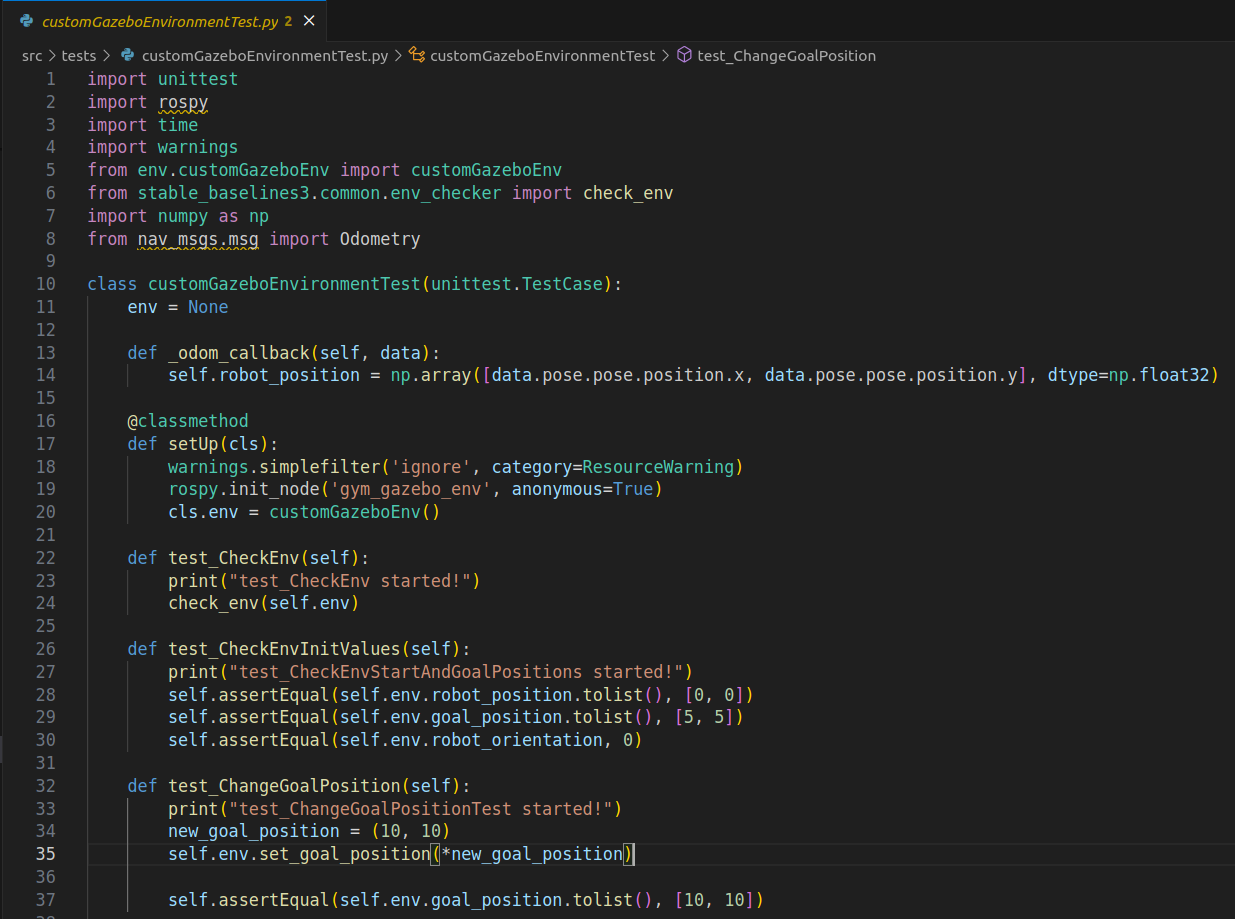 customGazeboEnvironmentTest.py 2 ×
src > tests > customGazeboEnvironmentTest.py > customGazeboEnvironmentTest > test_ChangeGoalPosition
1 import unittest
2 import rospy
3 import time
4 import warnings
5 from env.customGazeboEnv import customGazeboEnv
6 from stable_baselines3.common.env_checker import check_env
7 import numpy as np
8 from nav_msgs.msg import Odometry
9
10 class customGazeboEnvironmentTest(unittest.TestCase):
11     env = None
12
13     def _odom_callback(self, data):
14         self.robot_position = np.array([data.pose.pose.position.x, data.pose.pose.position.y], dtype=np.float32)
15
16     @classmethod
17     def setUp(cls):
18         warnings.simplefilter('ignore', category=ResourceWarning)
19         rospy.init_node('gym_gazebo_env', anonymous=True)
20         cls.env = customGazeboEnv()
21
22     def test_CheckEnv(self):
23         print("test_CheckEnv started!")
24         check_env(self.env)
25
26     def test_CheckEnvInitValues(self):
27         print("test_CheckEnvStartAndGoalPositions started!")
28         self.assertEqual(self.env.robot_position.tolist(), [0, 0])
29         self.assertEqual(self.env.goal_position.tolist(), [5, 5])
30         self.assertEqual(self.env.robot_orientation, 0)
31
32     def test_ChangeGoalPosition(self):
33         print("test_ChangeGoalPositionTest started!")
34         new_goal_position = (10, 10)
35         self.env.set_goal_position(*new_goal_position)
36
37         self.assertEqual(self.env.goal_position.tolist(), [10, 10])